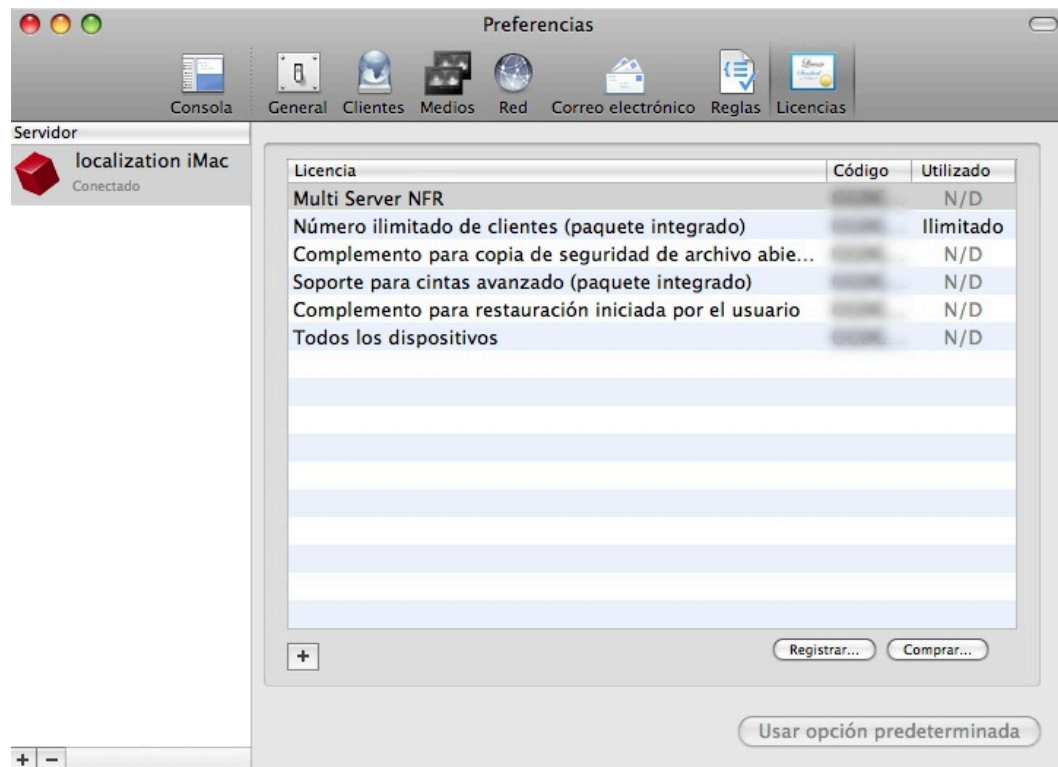 Preferencias
Consola General Clientes Medios Red Correo electrónico Reglas Licencias
Servidor
localization iMac
Conectado
Licencia Código Utilizado
Multi Server NFR N/D
Número ilimitado de clientes (paquete integrado) Ilimitado
Complemento para copia de seguridad de archivo abie... N/D
Soporte para cintas avanzado (paquete integrado) N/D
Complemento para restauración iniciada por el usuario N/D
Todos los dispositivos N/D
+ Registrar... Comprar...
Usar opción predeterminada
+ −